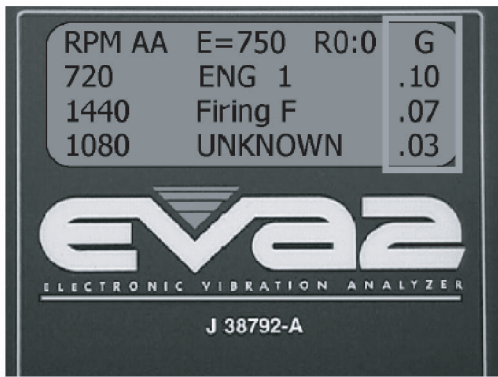 RPM AA E=750 R0:0 G
720 ENG 1 .10
1440 Firing F .07
1080 UNKNOWN .03
eva2
ELECTRONIC VIBRATION ANALYZER
J 38792-A